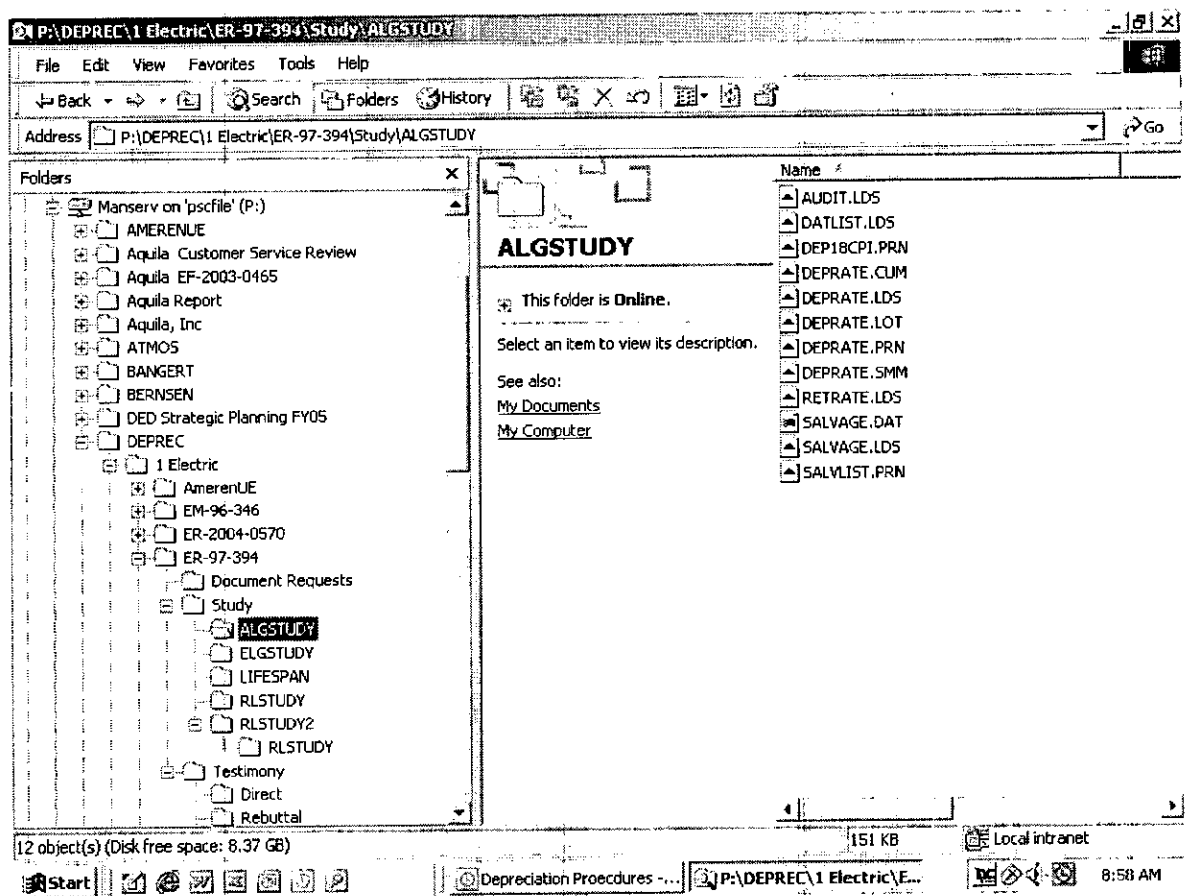 P:\DEPREC\1 Electric\ER-97-394\Study\ALGSTUDY
File Edit View Favorites Tools Help
Back Search Folders History
Address P:\DEPREC\1 Electric\ER-97-394\Study\ALGSTUDY Go
Folders
Manserv on 'pscfile' (P:)
AMERENUE
Aquila Customer Service Review
Aquila EF-2003-0465
Aquila Report
Aquila, Inc
ATMOS
BANGERT
BERNSEN
DED Strategic Planning FY05
DEPREC
1 Electric
AmerenUE
EM-96-346
ER-2004-0570
ER-97-394
Document Requests
Study
ALGSTUDY
ELGSTUDY
LIFESPAN
RLSTUDY
RLSTUDY2
RLSTUDY
Testimony
Direct
Rebuttal
ALGSTUDY
This folder is Online.
Select an item to view its description.
See also:
My Documents
My Computer
Name
AUDIT.LDS
DATLIST.LDS
DEP18CPI.PRN
DEPRATE.CUM
DEPRATE.LDS
DEPRATE.LOT
DEPRATE.PRN
DEPRATE.SMM
RETRATE.LDS
SALVAGE.DAT
SALVAGE.LDS
SALVLIST.PRN
12 object(s) (Disk free space: 8.37 GB) 151 KB Local intranet
Start Depreciation Proecdures -... P:\DEPREC\1 Electric\E... 8:58 AM